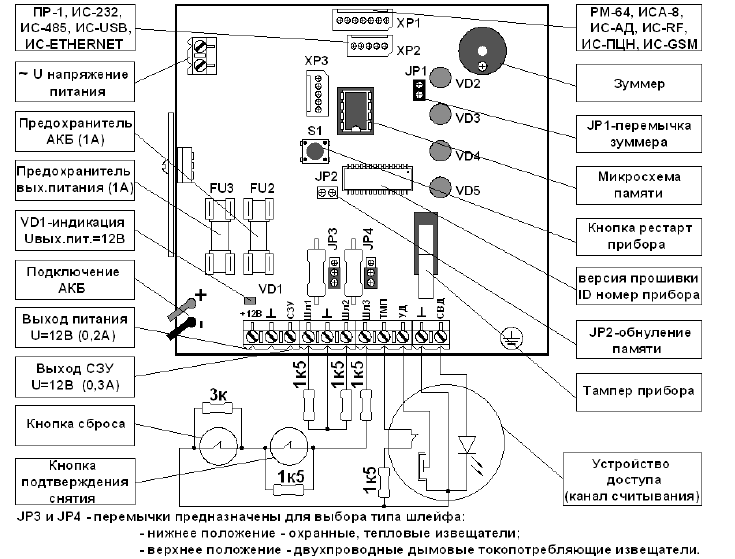 ПР-1, ИС-232,
ИС-485, ИС-USB,
ИС-ETHERNET
~ U напряжение
питания
Предохранитель
АКБ (1А)
Предохранитель
вых.питания (1А)
VD1-индикация
Uвых.пит.=12В
Подключение
АКБ
Выход питания
U=12В (0,2А)
Выход СЗУ
U=12В (0,3А)
Кнопка сброса
Кнопка
подтверждения
снятия
XP1
XP2
XP3
JP1
VD2
VD3
VD4
VD5
S1
JP2
FU3
FU2
JP3
JP4
VD1
+
-
+12В
⊥
СЗУ
Шл1
⊥
Шл2
Шл3
ТМП
УД
⊥
СВД
1к5
1к5
1к5
3к
1к5
1к5
РМ-64, ИСА-8,
ИС-АД, ИС-RF,
ИС-ПЦН, ИС-GSM
Зуммер
JP1-перемычка
зуммера
Микросхема
памяти
Кнопка рестарт
прибора
версия прошивки
ID номер прибора
JP2-обнуление
памяти
Тампер прибора
Устройство
доступа
(канал считывания)
JP3 и JP4 - перемычки предназначены для выбора типа шлейфа:
- нижнее положение - охранные, тепловые извещатели;
- верхнее положение - двухпроводные дымовые токопотребляющие извещатели.